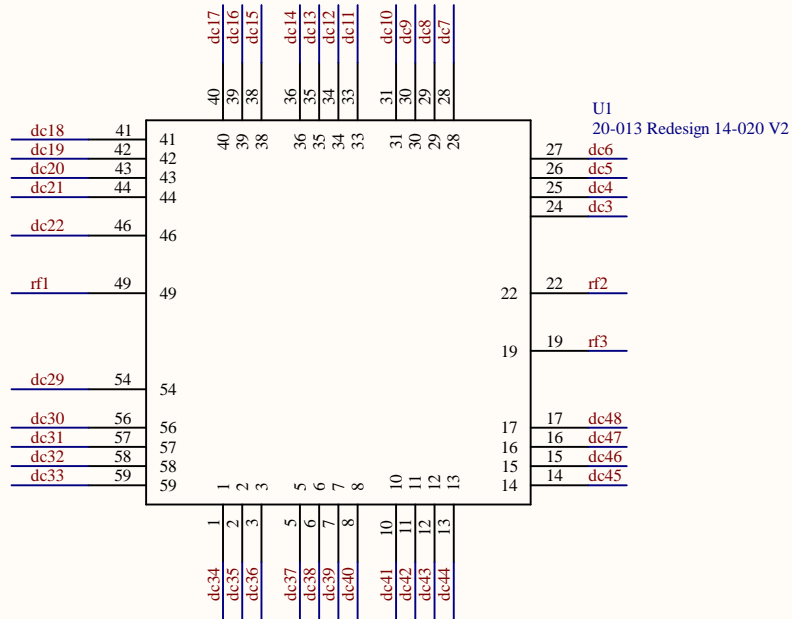 dc17 dc16 dc15 dc14 dc13 dc12 dc11 dc10 dc9 dc8 dc7
40 39 38 36 35 34 33 31 30 29 28
U1
20-013 Redesign 14-020 V2
40 39 38 36 35 34 33 31 30 29 28
dc18 41 41
dc19 42 42 27 dc6
dc20 43 43 26 dc5
dc21 44 44 25 dc4
24 dc3
dc22 46 46
rf1 49 49 22 22 rf2
19 19 rf3
dc29 54 54
dc30 56 56 17 17 dc48
dc31 57 57 16 16 dc47
dc32 58 58 15 15 dc46
dc33 59 59 14 14 dc45
1 2 3 5 6 7 8 10 11 12 13
1 2 3 5 6 7 8 10 11 12 13
dc34 dc35 dc36 dc37 dc38 dc39 dc40 dc41 dc42 dc43 dc44